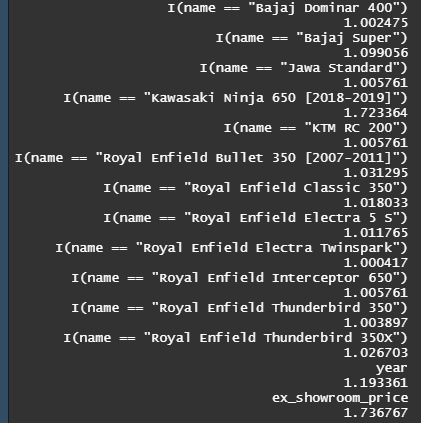 I(name == "Bajaj Dominar 400")
1.002475
I(name == "Bajaj Super")
1.099056
I(name == "Jawa Standard")
1.005761
I(name == "Kawasaki Ninja 650 [2018-2019]")
1.723364
I(name == "KTM RC 200")
1.005761
I(name == "Royal Enfield Bullet 350 [2007-2011]")
1.031295
I(name == "Royal Enfield Classic 350")
1.018033
I(name == "Royal Enfield Electra 5 S")
1.011765
I(name == "Royal Enfield Electra Twinspark")
1.000417
I(name == "Royal Enfield Interceptor 650")
1.005761
I(name == "Royal Enfield Thunderbird 350")
1.003897
I(name == "Royal Enfield Thunderbird 350X")
1.026703
year
1.193361
ex_showroom_price
1.736767